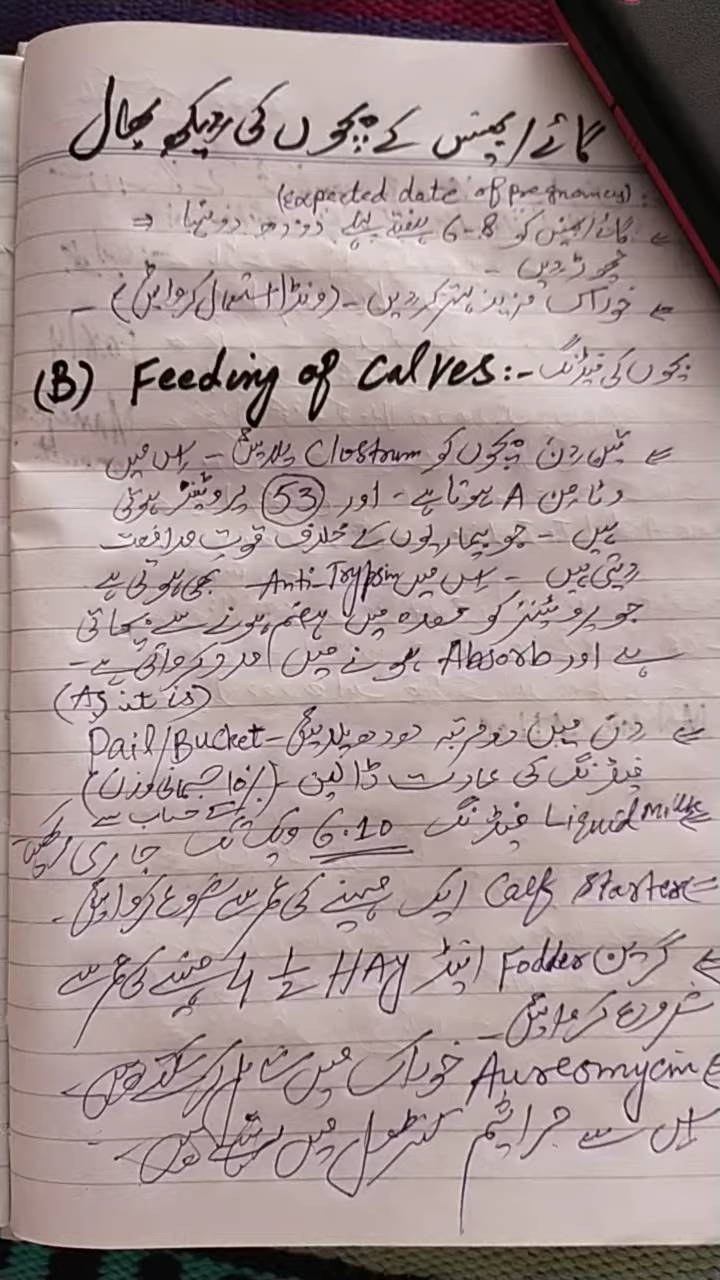 گائے / بھینس کے بچوں کی دیکھ بھال
(Expected date of pregnancy):
گائے / بھینس کو 8-6 ہفتے پہلے دودھ دوہنا ⇒
چھوڑ دیں -
⇐ خوراک مزید بہتر کر دیں - (ونڈا استعمال کروائیں) -
(B) Feeding of Calves:- بچوں کی فیڈنگ
⇐ تین دن بچوں کو Clostrum پلائیں - اس میں
وٹامن A ہوتا ہے - اور (53) پروٹینز ہوتی
ہیں - جو بیماریوں کے خلاف قوت مدافعت
دیتی ہیں - اس میں Anti-Trypsin بھی ہوتی ہے
جو پروٹینز کو معدہ میں ہضم ہونے سے بچاتی
ہے اور Absorb ہونے میں مدد کرواتی ہے -
(As it is)
⇐ دن میں دو مرتبہ دودھ پلائیں - Pail/Bucket
فیڈنگ کی عادت ڈالیں - (10% جسمانی وزن)
کے حساب سے
⇐ Liquid Milk فیڈنگ 6.10 ویک تک جاری رکھیں
⇐ Calf Starter ایک مہینے کی عمر سے شروع کروائیں -
⇐ گرین Fodder اینڈ HAy 4 ½ مہینے کی عمر سے
شروع کروائیں -
⇐ Aureomycin خوراک میں شامل کر سکتے ہیں -
اس سے جراثیم کنٹرول میں رہتے ہیں -